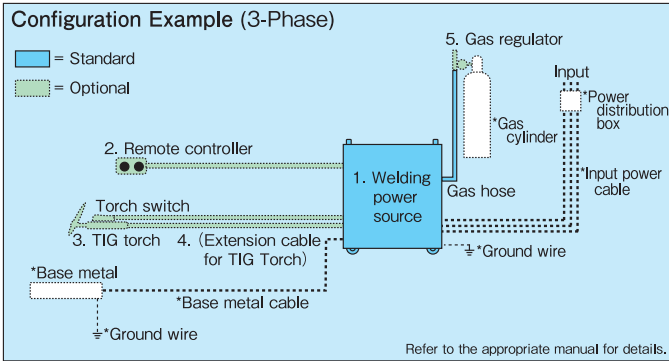 Configuration Example (3-Phase)
= Standard
= Optional
5. Gas regulator
Input
*Power
distribution
box
*Gas
cylinder
2. Remote controller
1. Welding
power
source
Gas hose
*Input power
cable
Torch switch
3. TIG torch
4. (Extension cable
for TIG Torch)
*Ground wire
*Base metal
*Base metal cable
*Ground wire
Refer to the appropriate manual for details.